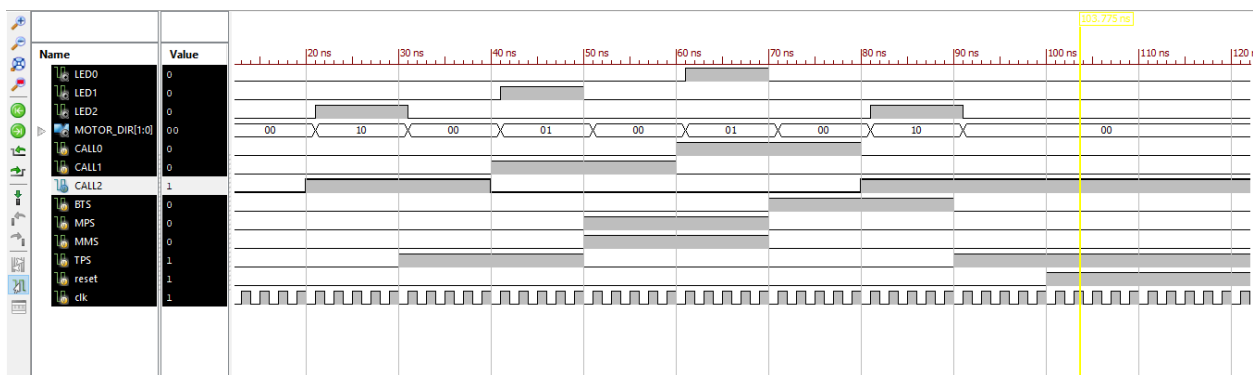 103.775 ns
Name Value
20 ns 30 ns 40 ns 50 ns 60 ns 70 ns 80 ns 90 ns 100 ns 110 ns 120
LED0 0
LED1 0
LED2 0
MOTOR_DIR[1:0] 00 00 10 00 01 00 01 00 10 00
CALL0 0
CALL1 0
CALL2 1
BTS 0
MPS 0
MMS 0
TPS 1
reset 1
clk 1